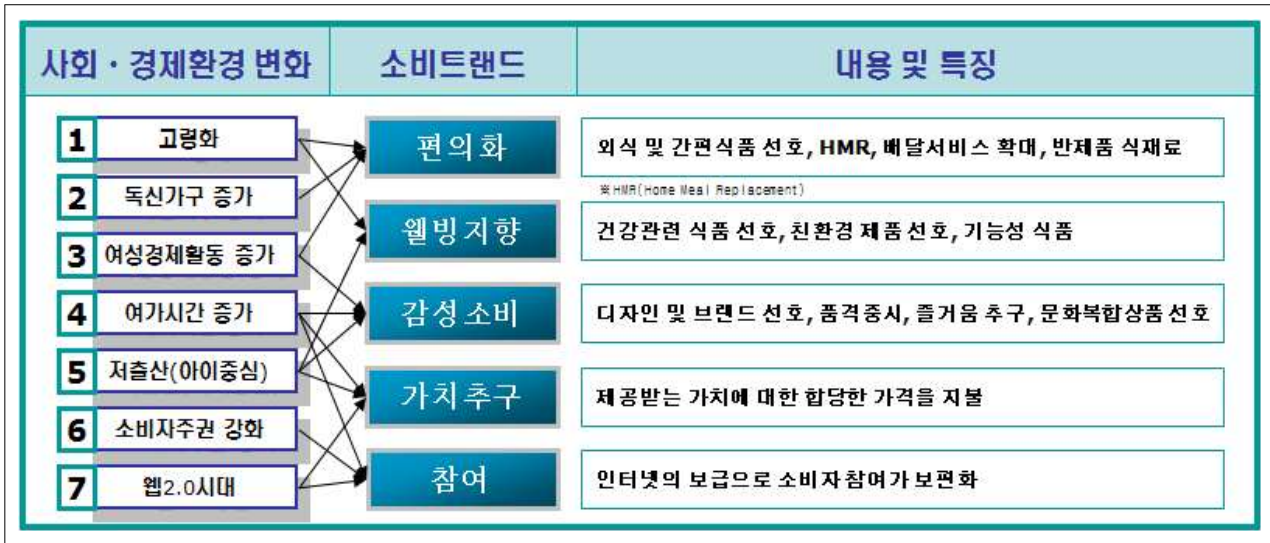 사회 · 경제환경 변화
소비트랜드
내용 및 특징
1 고령화
2 독신가구 증가
3 여성경제활동 증가
4 여가시간 증가
5 저출산(아이중심)
6 소비자주권 강화
7 웹2.0시대
편의화
웰빙지향
감성소비
가치추구
참여
외식 및 간편식품 선호, HMR, 배달서비스 확대, 반제품 식재료
※HMR(Home Meal Replacement)
건강관련 식품 선호, 친환경 제품 선호, 기능성 식품
디자인 및 브랜드 선호, 품격중시, 즐거움 추구, 문화복합상품 선호
제공받는 가치에 대한 합당한 가격을 지불
인터넷의 보급으로 소비자참여가 보편화